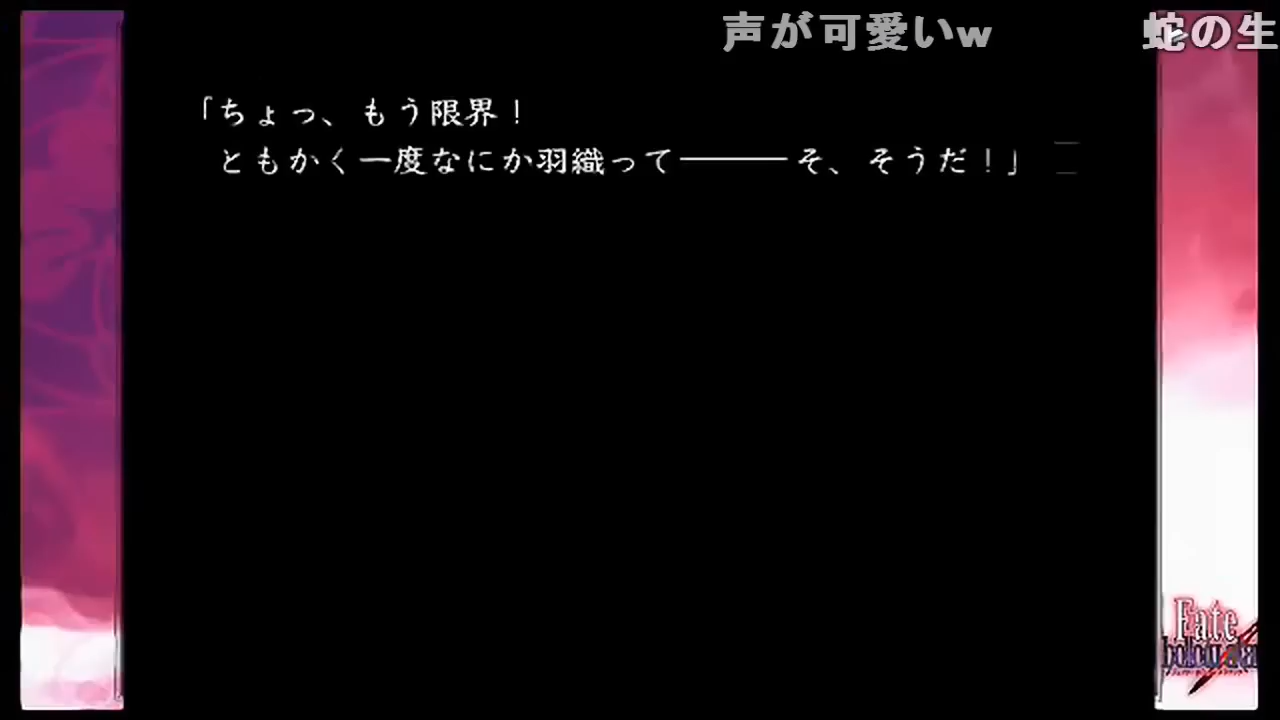 声が可愛いw
蛇の生
「ちょっ、もう限界！
ともかく一度なにか羽織って―――そ、そうだ！」
Fate